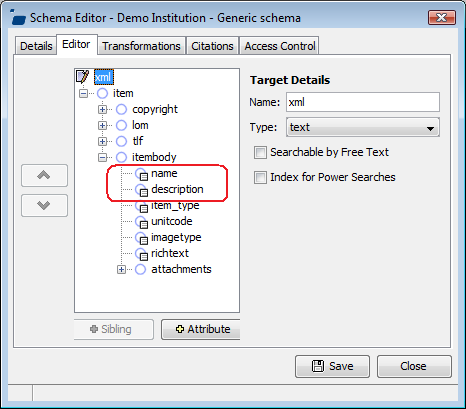 Schema Editor - Demo Institution - Generic schema
Details Editor Transformations Citations Access Control
xml
item
copyright
lom
tlf
itembody
name
description
item_type
unitcode
imagetype
richtext
attachments
Sibling Attribute
Target Details
Name: xml
Type: text
Searchable by Free Text
Index for Power Searches
Save Close